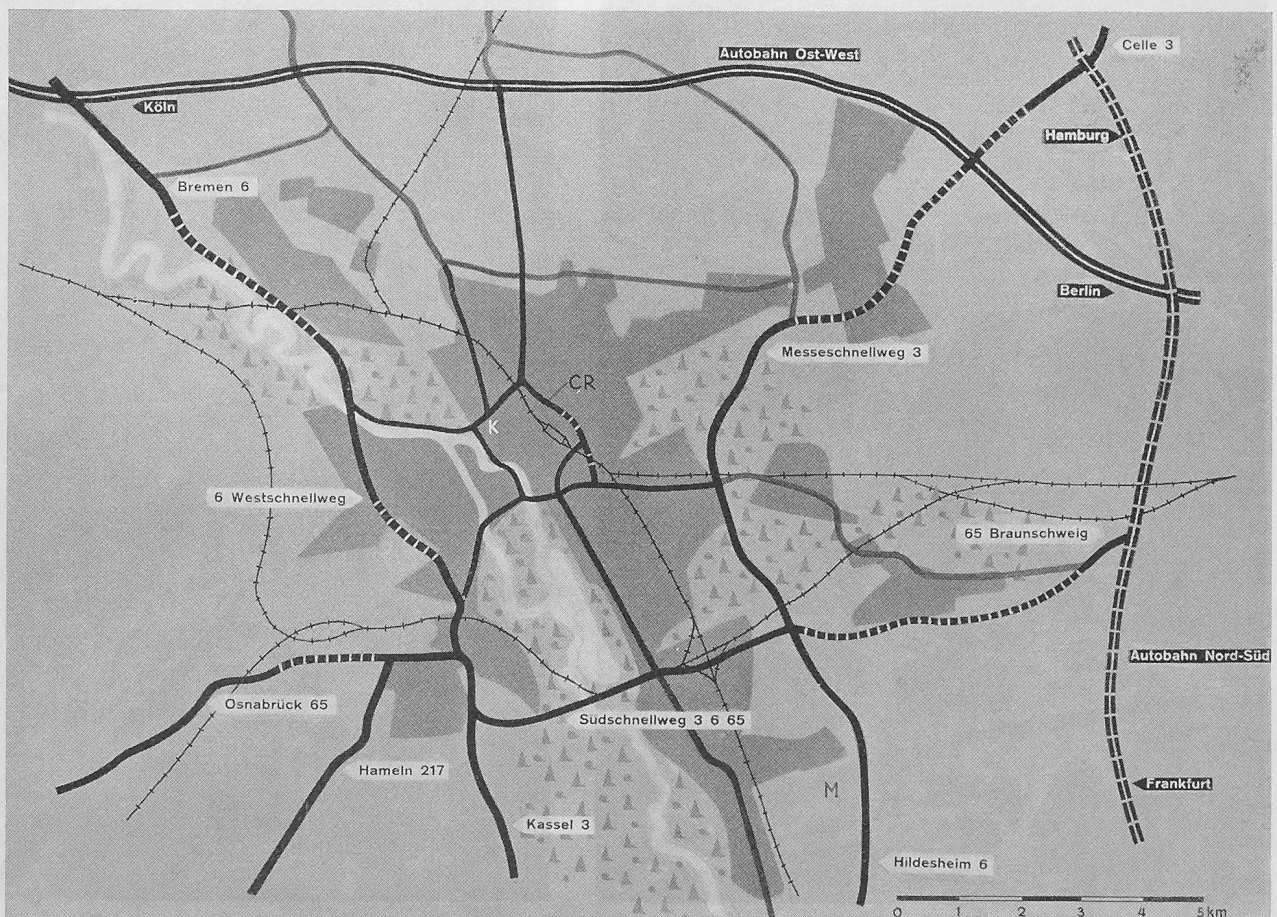 Celle 3
Autobahn Ost-West
Köln
Hamburg
Bremen 6
Berlin
Messeschnellweg 3
CR
K
6 Westschnellweg
65 Braunschweig
Autobahn Nord-Süd
Osnabrück 65
Südschnellweg 3 6 65
Hameln 217
M
Frankfurt
Kassel 3
Hildesheim 6
0 1 2 3 4 5 km